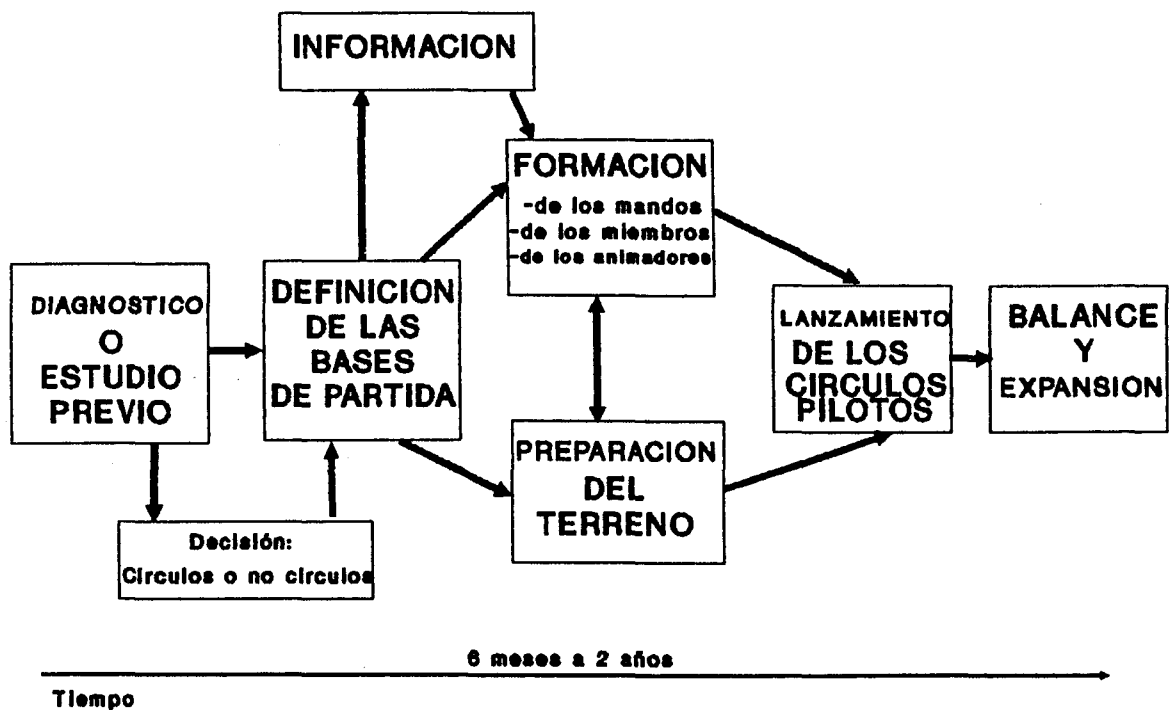 INFORMACION
FORMACION
-de los mandos
-de los miembros
-de los animadores
DIAGNOSTICO
O
ESTUDIO
PREVIO
DEFINICION
DE LAS
BASES
DE PARTIDA
LANZAMIENTO
DE LOS
CIRCULOS
PILOTOS
BALANCE
Y
EXPANSION
PREPARACION
DEL
TERRENO
Decisión:
Circulos o no circulos
6 meses a 2 años
Tiempo